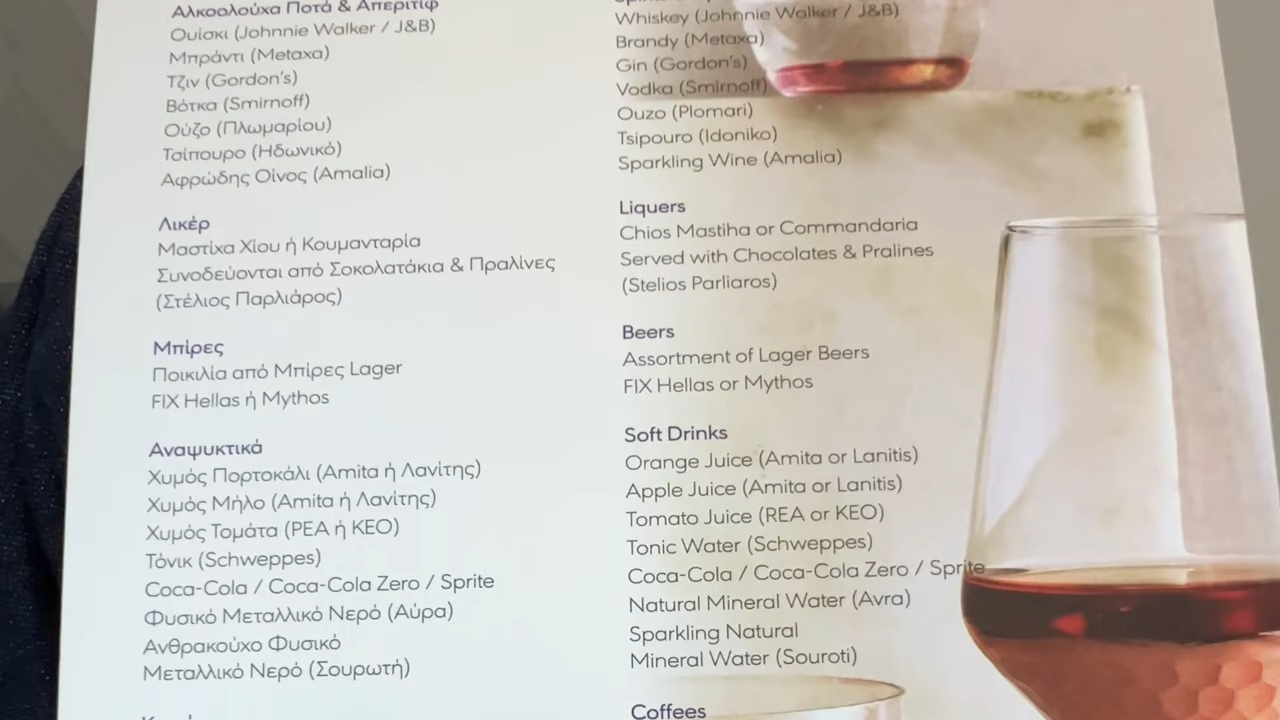 Αλκοολούχα Ποτά & Απεριτίφ
Ουίσκι (Johnnie Walker / J&B)
Μπράντι (Metaxa)
Τζιν (Gordon's)
Βότκα (Smirnoff)
Ούζο (Πλωμαρίου)
Τσίπουρο (Ηδωνικό)
Αφρώδης Οίνος (Amalia)
Λικέρ
Μαστίχα Χίου ή Κουμανταρία
Συνοδεύονται από Σοκολατάκια & Πραλίνες
(Στέλιος Παρλιάρος)
Μπίρες
Ποικιλία από Μπίρες Lager
FIX Hellas ή Mythos
Αναψυκτικά
Χυμός Πορτοκάλι (Amita ή Λανίτης)
Χυμός Μήλο (Amita ή Λανίτης)
Χυμός Τομάτα (ΡΕΑ ή ΚΕΟ)
Τόνικ (Schweppes)
Coca-Cola / Coca-Cola Zero / Sprite
Φυσικό Μεταλλικό Νερό (Αύρα)
Ανθρακούχο Φυσικό
Μεταλλικό Νερό (Σουρωτή)
Whiskey (Johnnie Walker / J&B)
Brandy (Metaxa)
Gin (Gordon's)
Vodka (Smirnoff)
Ouzo (Plomari)
Tsipouro (Idoniko)
Sparkling Wine (Amalia)
Liquers
Chios Mastiha or Commandaria
Served with Chocolates & Pralines
(Stelios Parliaros)
Beers
Assortment of Lager Beers
FIX Hellas or Mythos
Soft Drinks
Orange Juice (Amita or Lanitis)
Apple Juice (Amita or Lanitis)
Tomato Juice (REA or KEO)
Tonic Water (Schweppes)
Coca-Cola / Coca-Cola Zero / Sprite
Natural Mineral Water (Avra)
Sparkling Natural
Mineral Water (Souroti)
Coffees